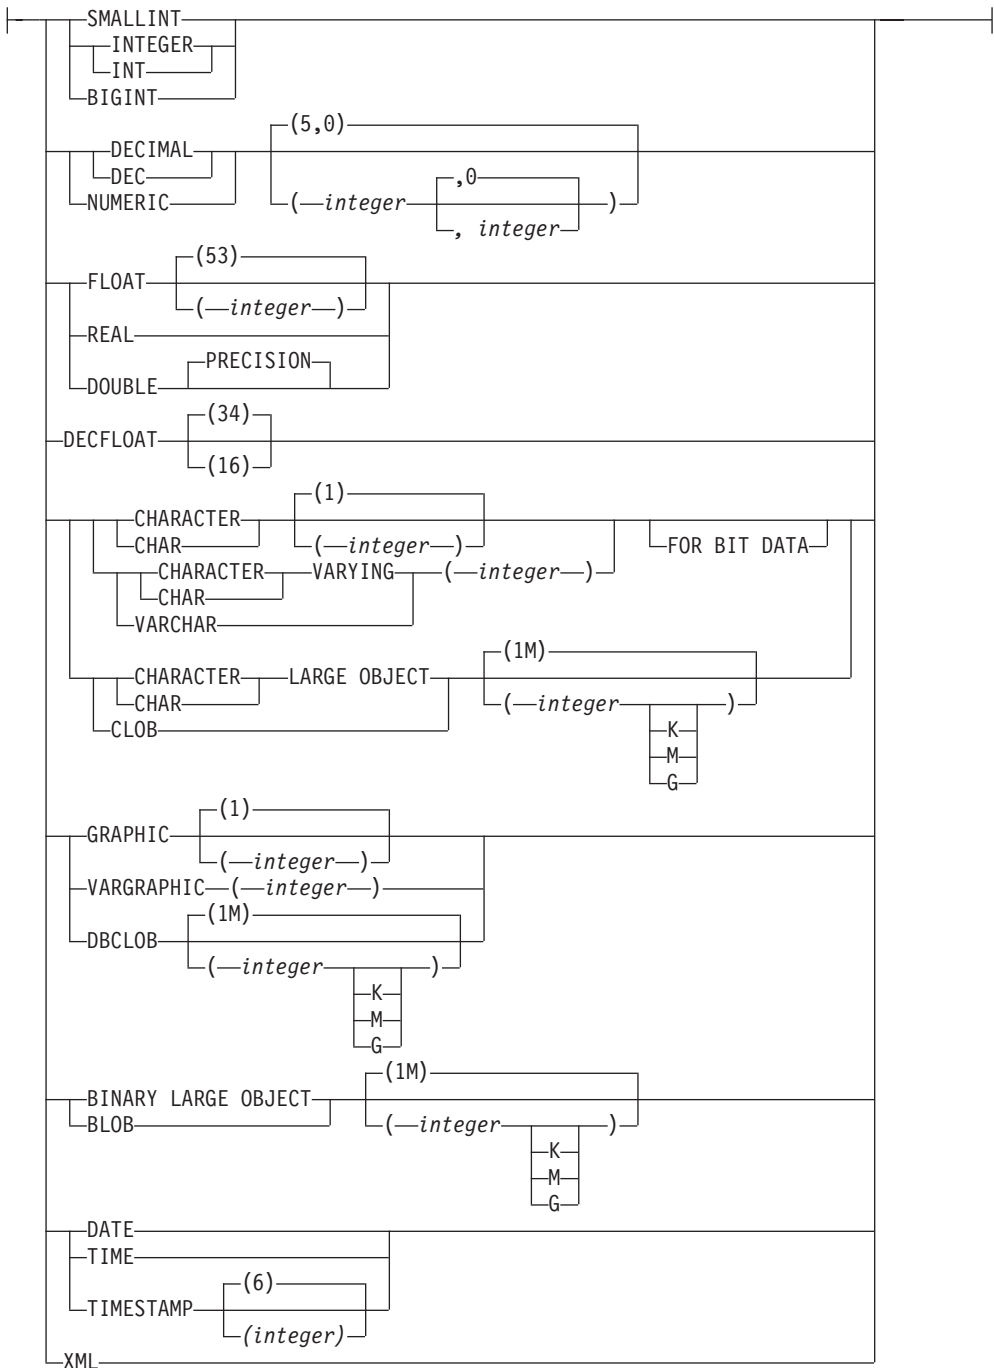 SMALLINT
INTEGER
INT
BIGINT
(5,0)
DECIMAL
DEC
,0
NUMERIC ( integer )
, integer
(53)
FLOAT
( integer )
REAL
PRECISION
DOUBLE
(34)
DECFLOAT
(16)
(1)
CHARACTER
CHAR ( integer ) FOR BIT DATA
CHARACTER VARYING ( integer )
CHAR
VARCHAR
(1M)
CHARACTER LARGE OBJECT
CHAR ( integer )
CLOB K
M
G
(1)
GRAPHIC
( integer )
VARGRAPHIC ( integer )
(1M)
DBCLOB
( integer )
K
M
G
(1M)
BINARY LARGE OBJECT
BLOB ( integer )
K
M
G
DATE
TIME
(6)
TIMESTAMP
(integer)
XML